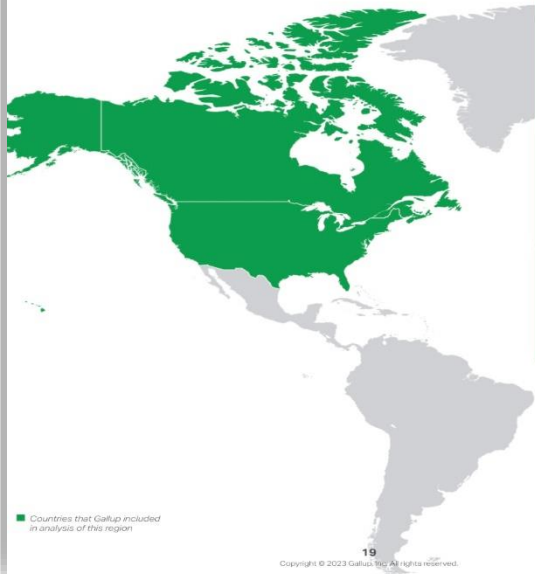 Countries that Gallup included
in analysis of this region
19
Copyright © 2023 Gallup, Inc. All rights reserved.